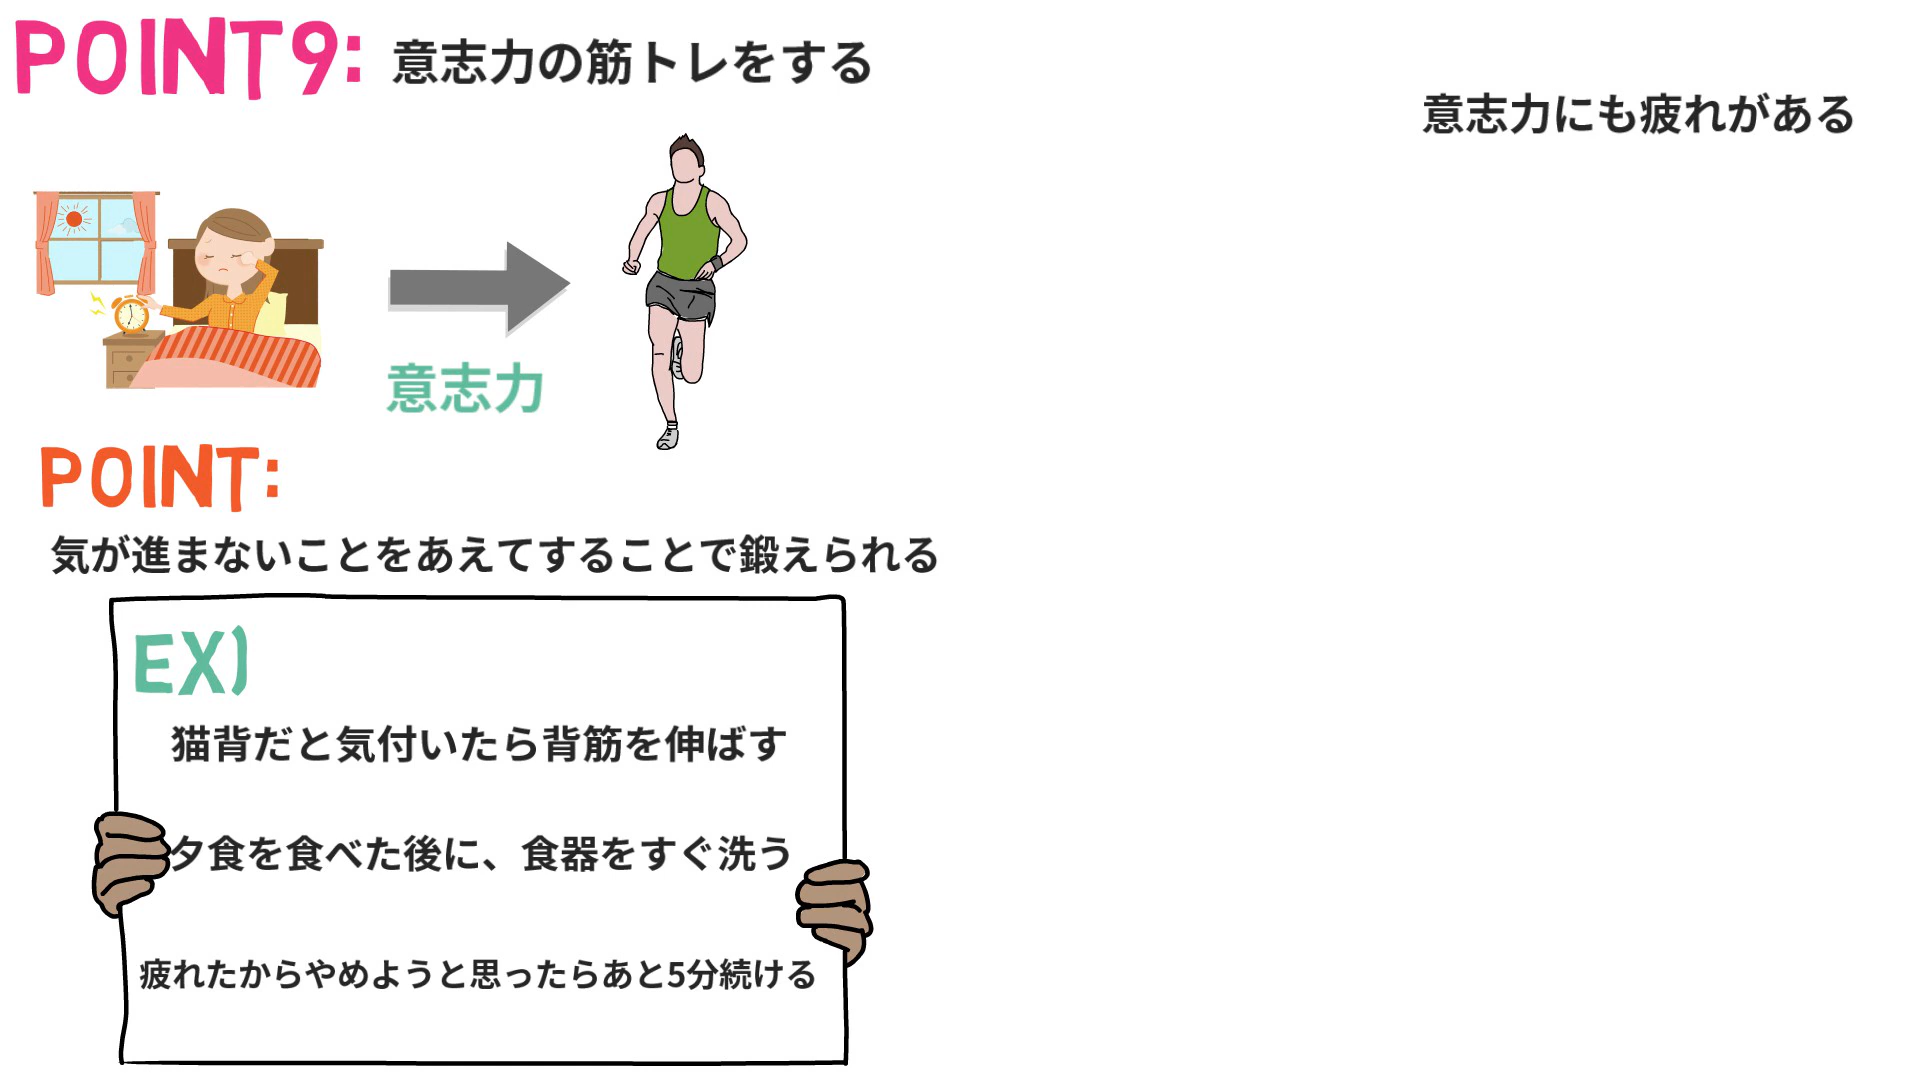 POINT9: 意志力の筋トレをする
意志力にも疲れがある
意志力
POINT:
気が進まないことをあえてすることで鍛えられる
EX)
猫背だと気付いたら背筋を伸ばす
夕食を食べた後に、食器をすぐ洗う
疲れたからやめようと思ったらあと5分続ける